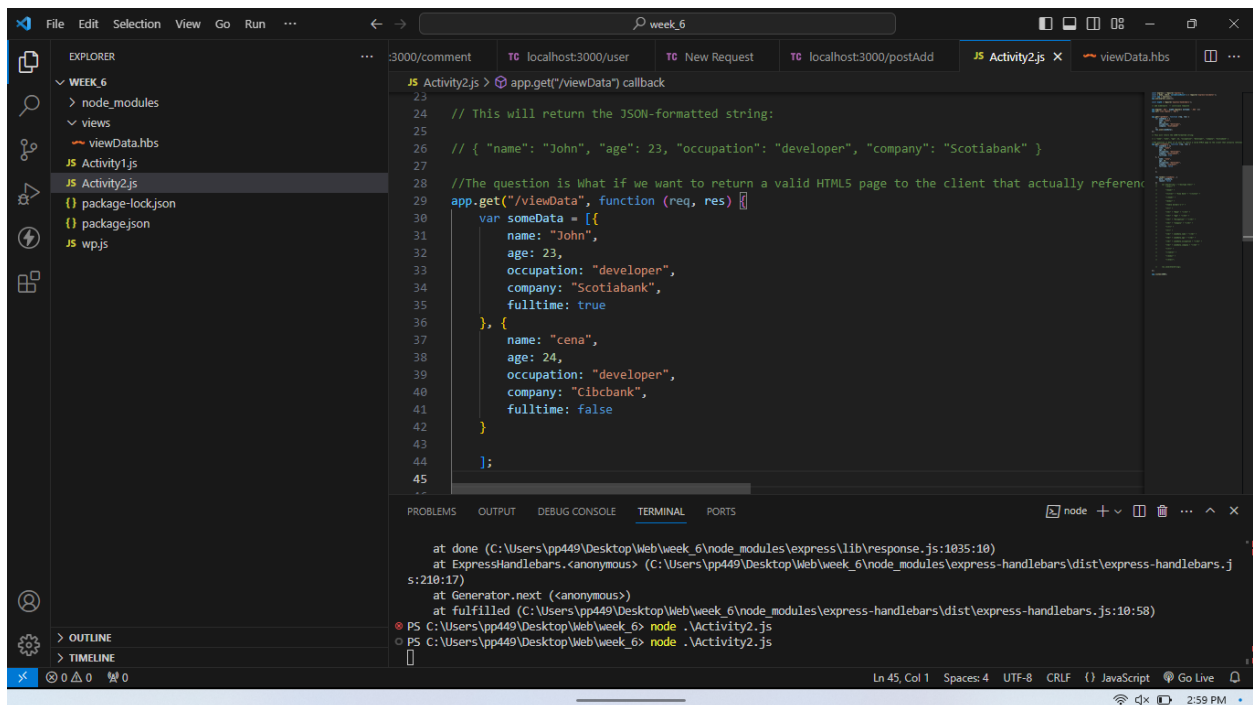 File Edit Selection View Go Run ··· week_6
EXPLORER ···
WEEK_6
node_modules
views
viewData.hbs
JS Activity1.js
JS Activity2.js
{} package-lock.json
{} package.json
JS wp.js
OUTLINE
TIMELINE
:3000/comment TC localhost:3000/user TC New Request TC localhost:3000/postAdd JS Activity2.js viewData.hbs ···
JS Activity2.js > app.get("/viewData") callback
23
24 // This will return the JSON-formatted string:
25
26 // { "name": "John", "age": 23, "occupation": "developer", "company": "Scotiabank" }
27
28 //The question is What if we want to return a valid HTML5 page to the client that actually referenc
29 app.get("/viewData", function (req, res) {
30 var someData = [{
31 name: "John",
32 age: 23,
33 occupation: "developer",
34 company: "Scotiabank",
35 fulltime: true
36 }, {
37 name: "cena",
38 age: 24,
39 occupation: "developer",
40 company: "Cibcbank",
41 fulltime: false
42 }
43
44 ];
45
PROBLEMS OUTPUT DEBUG CONSOLE TERMINAL PORTS node ···
at done (C:\Users\pp449\Desktop\Web\week_6\node_modules\express\lib\response.js:1035:10)
at ExpressHandlebars.<anonymous> (C:\Users\pp449\Desktop\Web\week_6\node_modules\express-handlebars\dist\express-handlebars.j
s:210:17)
at Generator.next (<anonymous>)
at fulfilled (C:\Users\pp449\Desktop\Web\week_6\node_modules\express-handlebars\dist\express-handlebars.js:10:58)
PS C:\Users\pp449\Desktop\Web\week_6> node .\Activity2.js
PS C:\Users\pp449\Desktop\Web\week_6> node .\Activity2.js
0 0 0 Ln 45, Col 1 Spaces: 4 UTF-8 CRLF {} JavaScript Go Live
2:59 PM